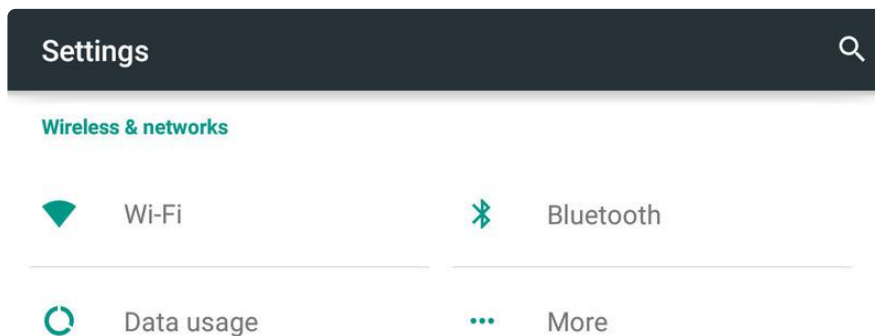 Settings
Wireless & networks
Wi-Fi
Bluetooth
Data usage
More